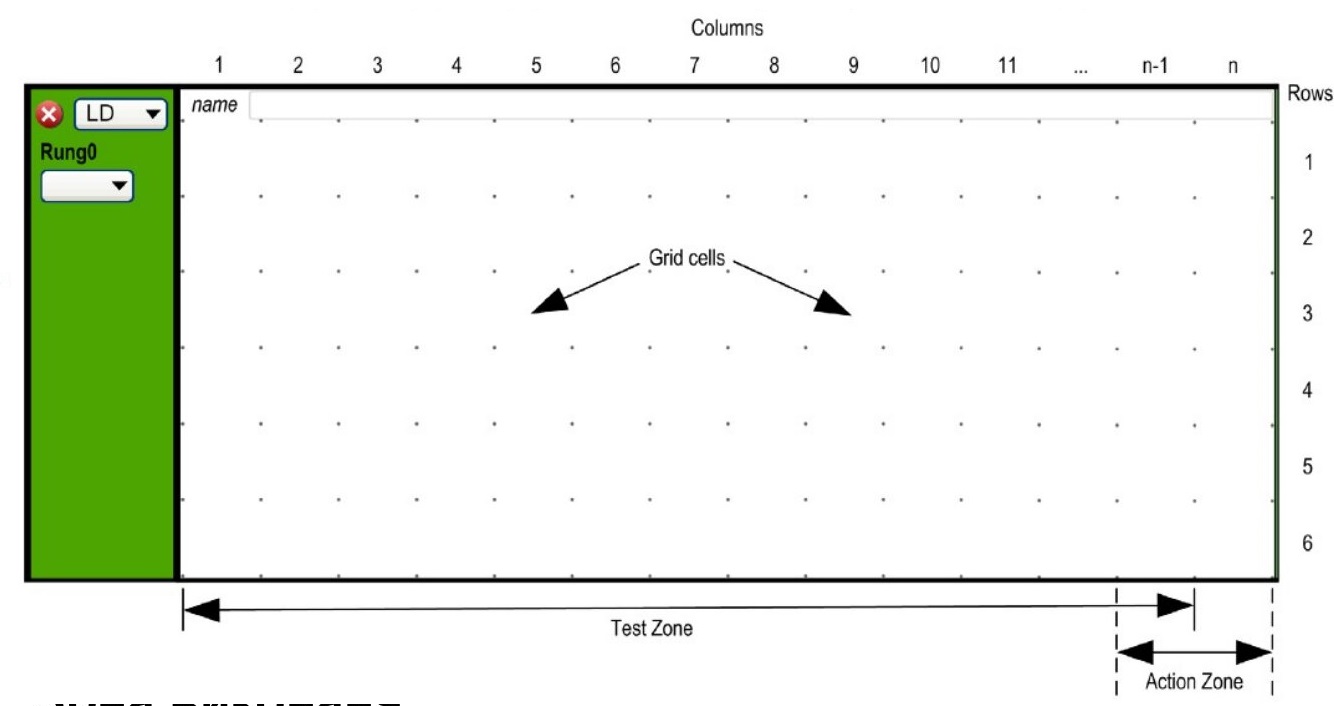 Columns
1 2 3 4 5 6 7 8 9 10 11 ... n-1 n
Rows
LD
name
Rung0
1
2
Grid cells
3
4
5
6
Test Zone
Action Zone